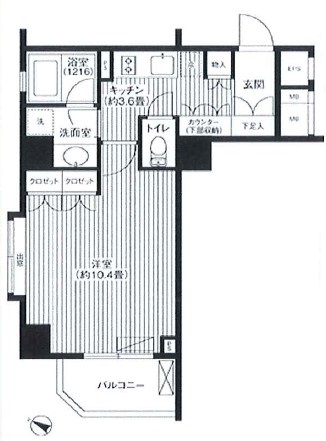 浴室
(1216)
PS
キッチン
(約3.6畳)
冷
物入
玄関
EPS
MB
MB
洗
洗面室
トイレ
カウンター
(下部収納)
下足入
クロゼット
クロゼット
出窓
洋室
(約10.4畳)
PS
バルコニー
N